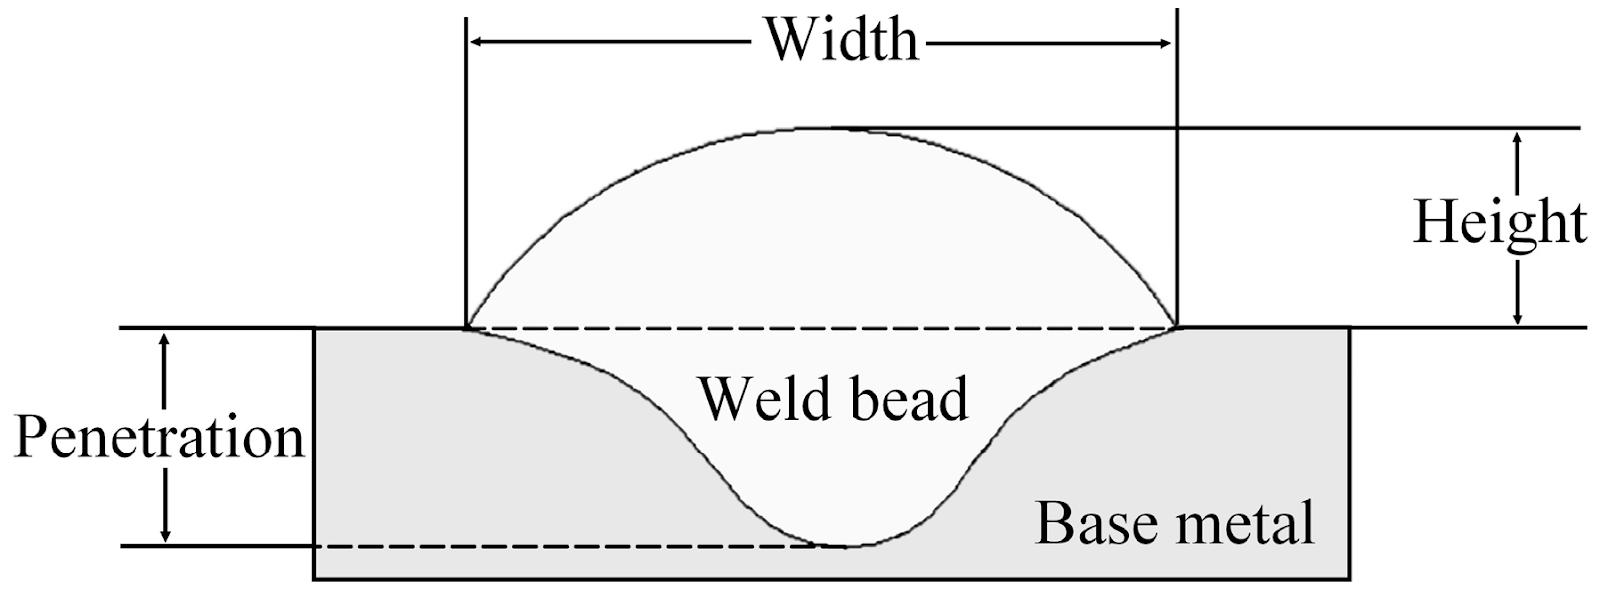 Width
Height
Weld bead
Penetration
Base metal